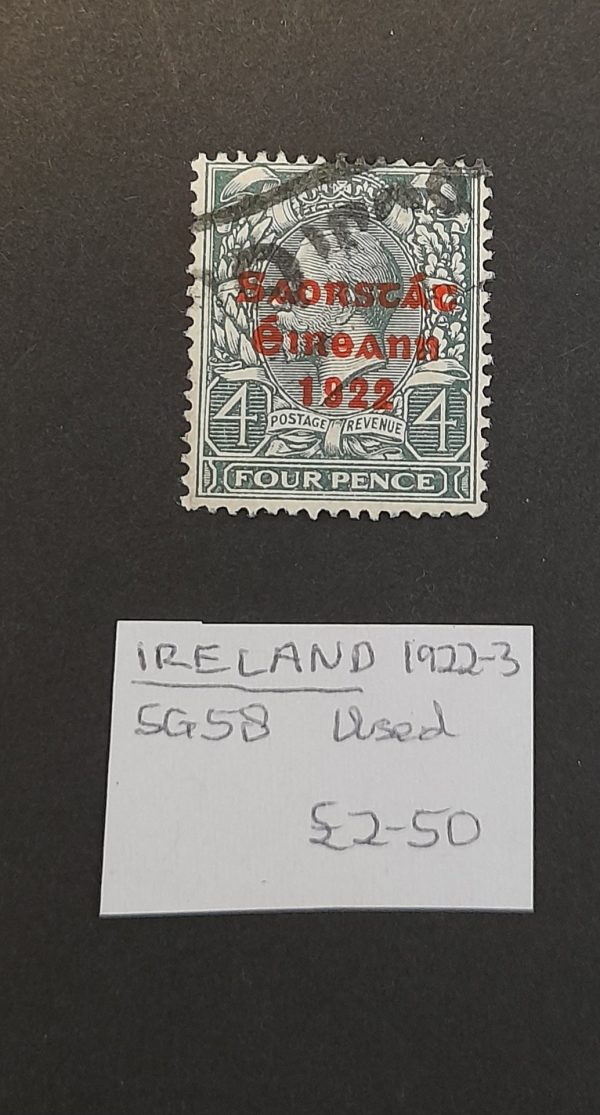 Saorstát
Éireann
1922
4 4
POSTAGE REVENUE
FOUR PENCE
IRELAND 1922-3
SG58 Used
£2-50